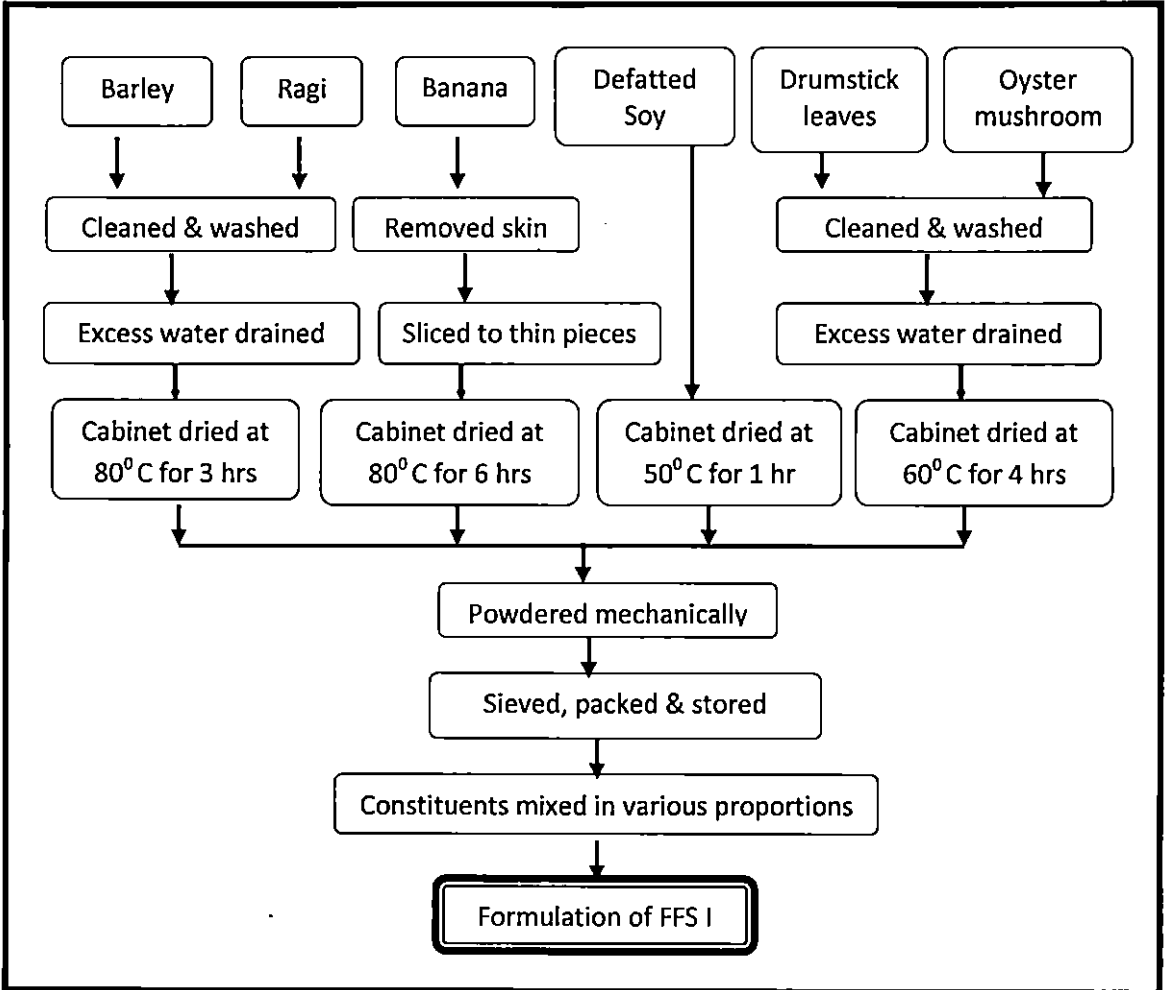 Barley
Ragi
Banana
Defatted
Soy
Drumstick
leaves
Oyster
mushroom
Cleaned & washed
Removed skin
Cleaned & washed
Excess water drained
Sliced to thin pieces
Excess water drained
Cabinet dried at
80⁰ C for 3 hrs
Cabinet dried at
80⁰ C for 6 hrs
Cabinet dried at
50⁰ C for 1 hr
Cabinet dried at
60⁰ C for 4 hrs
Powdered mechanically
Sieved, packed & stored
Constituents mixed in various proportions
Formulation of FFS I